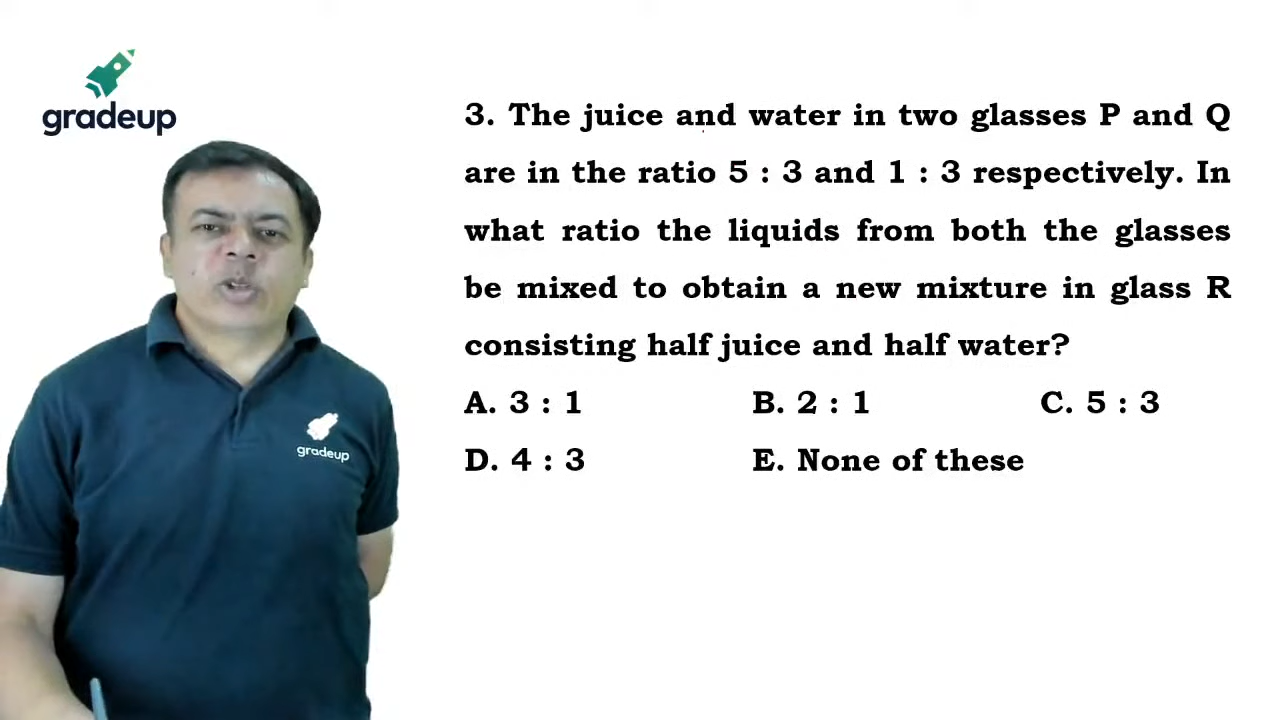 gradeup
3. The juice and water in two glasses P and Q
are in the ratio 5 : 3 and 1 : 3 respectively. In
what ratio the liquids from both the glasses
be mixed to obtain a new mixture in glass R
consisting half juice and half water?
A. 3 : 1 B. 2 : 1 C. 5 : 3
D. 4 : 3 E. None of these
gradeup